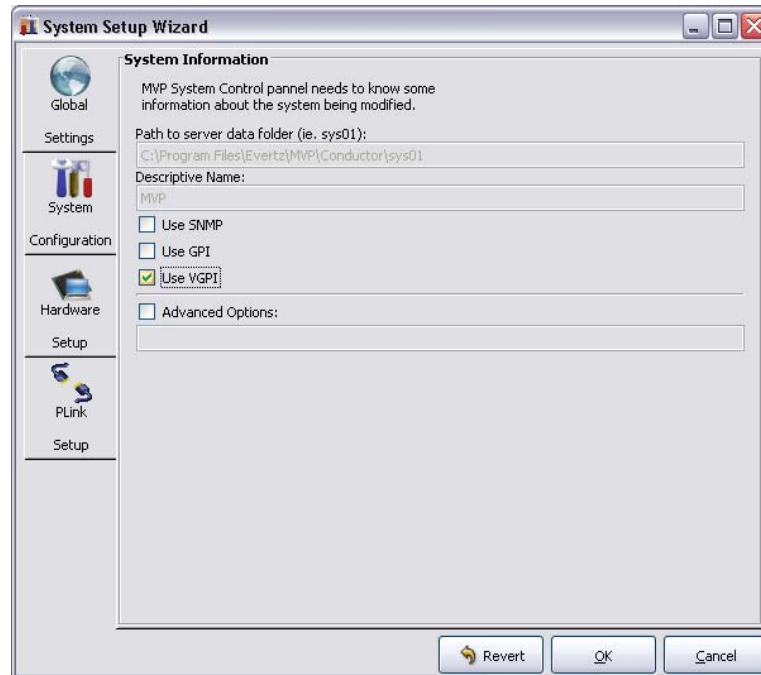 System Setup Wizard
Global
Settings
System
Configuration
Hardware
Setup
PLink
Setup
System Information
MVP System Control pannel needs to know some
information about the system being modified.
Path to server data folder (ie. sys01):
C:\Program Files\Evertz\MVP\Conductor\sys01
Descriptive Name:
MVP
Use SNMP
Use GPI
Use VGPI
Advanced Options:
Revert
OK
Cancel